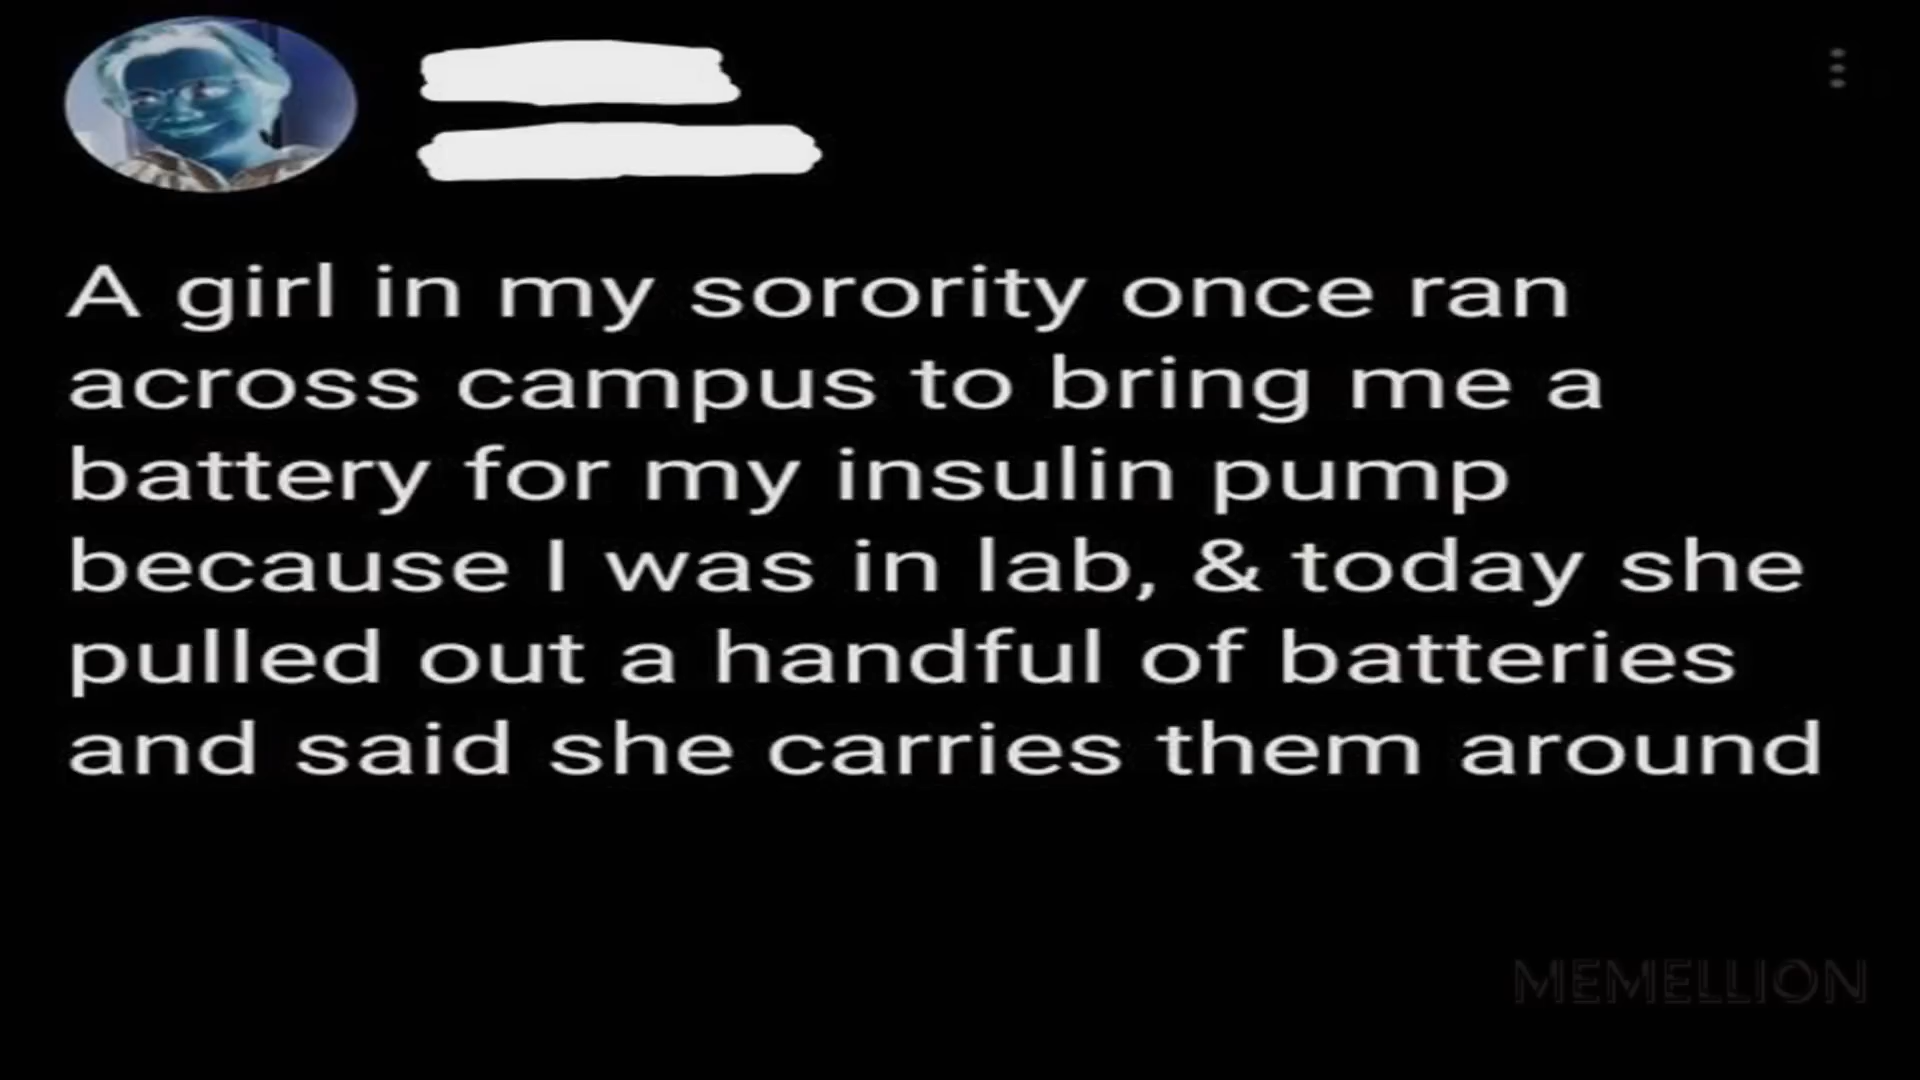 A girl in my sorority once ran
across campus to bring me a
battery for my insulin pump
because I was in lab, & today she
pulled out a handful of batteries
and said she carries them around
MEMELLION